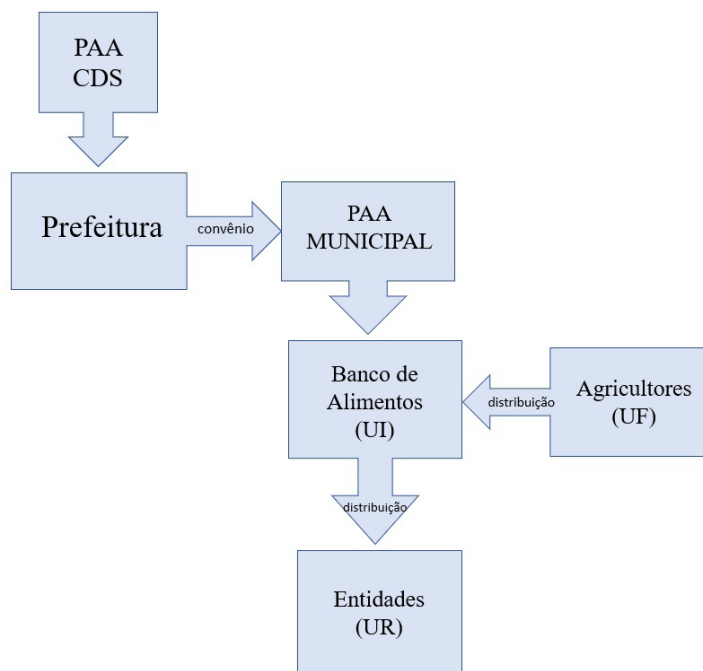 PAA
CDS
Prefeitura
convênio
PAA
MUNICIPAL
Banco de
Alimentos
(UI)
distribuição
Agricultores
(UF)
distribuição
Entidades
(UR)